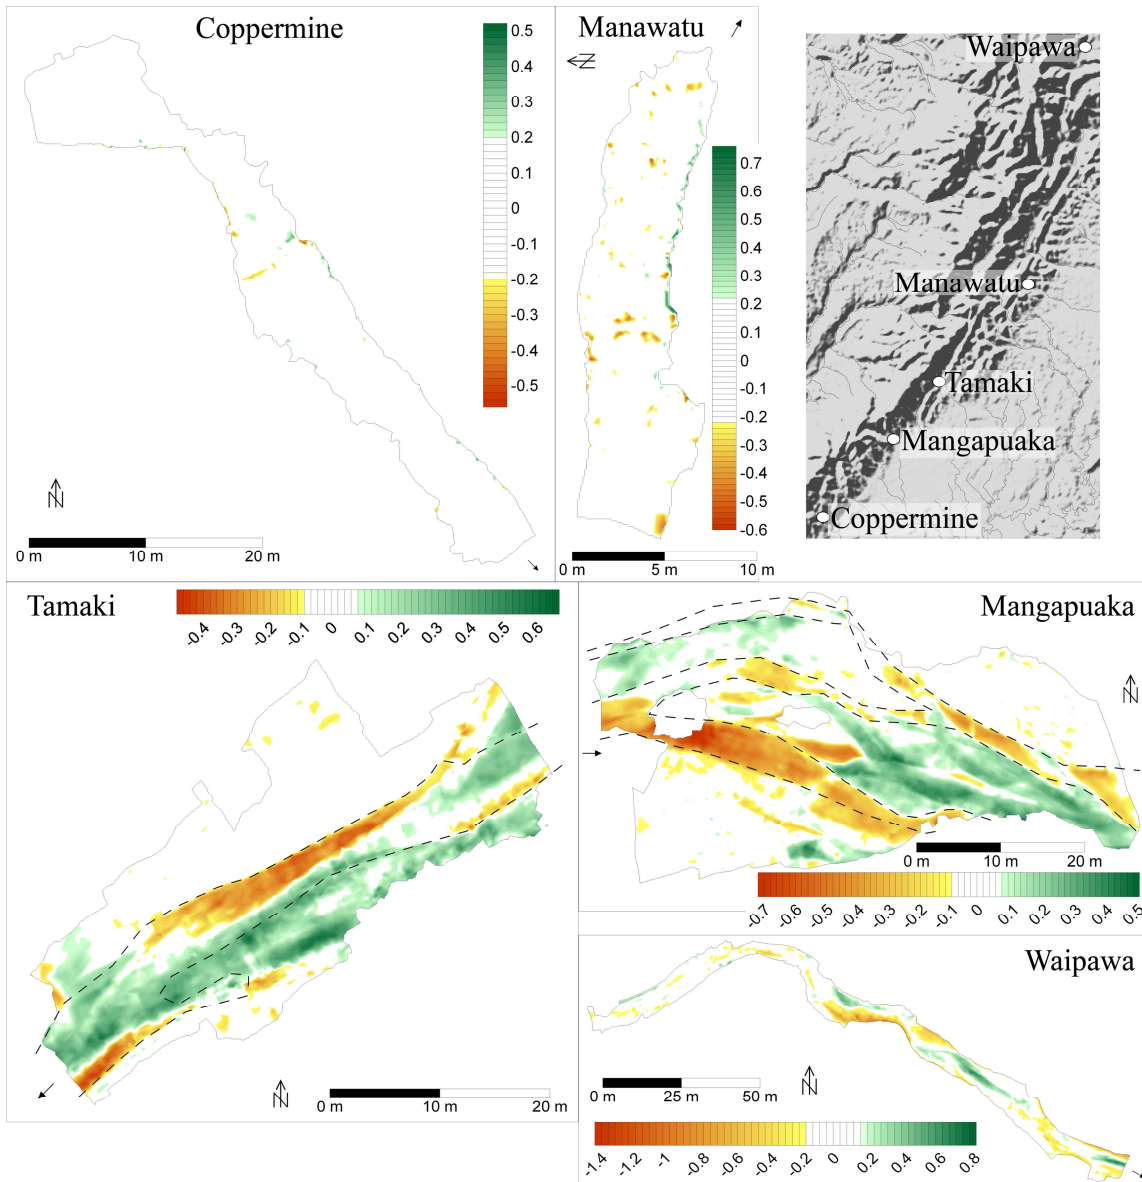 Coppermine
0.5
0.4
0.3
0.2
0.1
0
-0.1
-0.2
-0.3
-0.4
-0.5
N
0 m 10 m 20 m
Manawatu
N
0.7
0.6
0.5
0.4
0.3
0.2
0.1
0
-0.1
-0.2
-0.3
-0.4
-0.5
-0.6
0 m 5 m 10 m
Waipawa
Manawatu
Tamaki
Mangapuaka
Coppermine
Tamaki
-0.4 -0.3 -0.2 -0.1 0 0.1 0.2 0.3 0.4 0.5 0.6
N
0 m 10 m 20 m
Mangapuaka
N
0 m 10 m 20 m
-0.7 -0.6 -0.5 -0.4 -0.3 -0.2 -0.1 0 0.1 0.2 0.3 0.4 0.5
Waipawa
0 m 25 m 50 m
N
-1.4 -1.2 -1 -0.8 -0.6 -0.4 -0.2 0 0.2 0.4 0.6 0.8